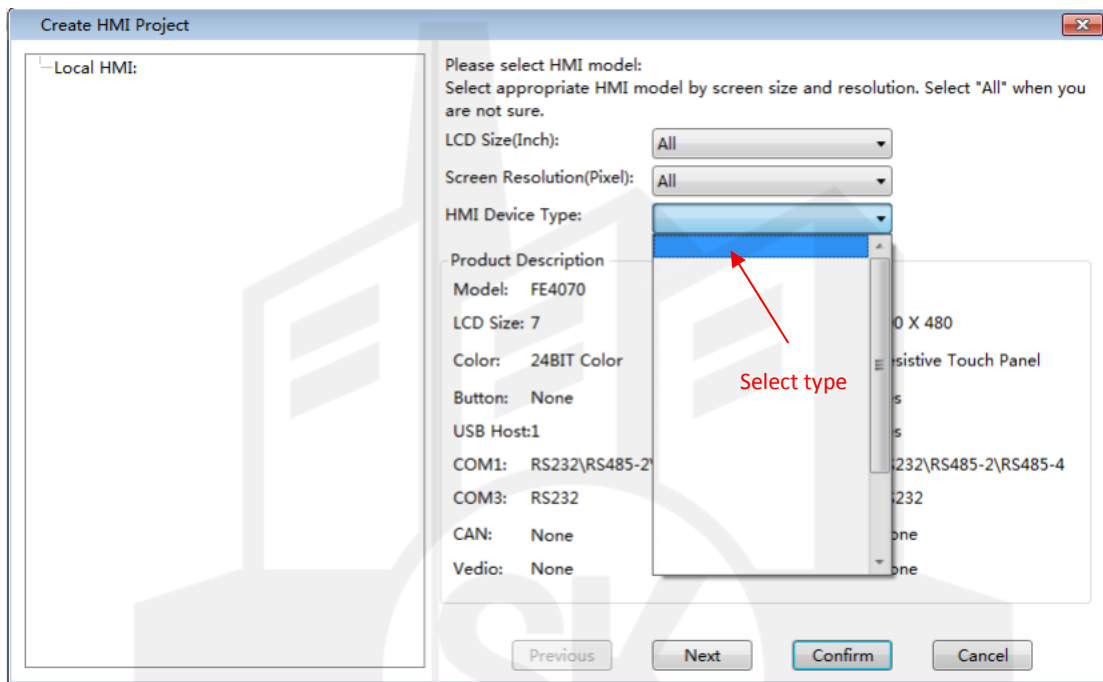 Create HMI Project
Local HMI:
Please select HMI model:
Select appropriate HMI model by screen size and resolution. Select "All" when you
are not sure.
LCD Size(Inch): All
Screen Resolution(Pixel): All
HMI Device Type:
Product Description
Model: FE4070
LCD Size: 7 0 X 480
Color: 24BIT Color sistive Touch Panel
Select type
Button: None s
USB Host:1 s
COM1: RS232\RS485-2\ 232\RS485-2\RS485-4
COM3: RS232 232
CAN: None one
Vedio: None one
Previous Next Confirm Cancel
SK